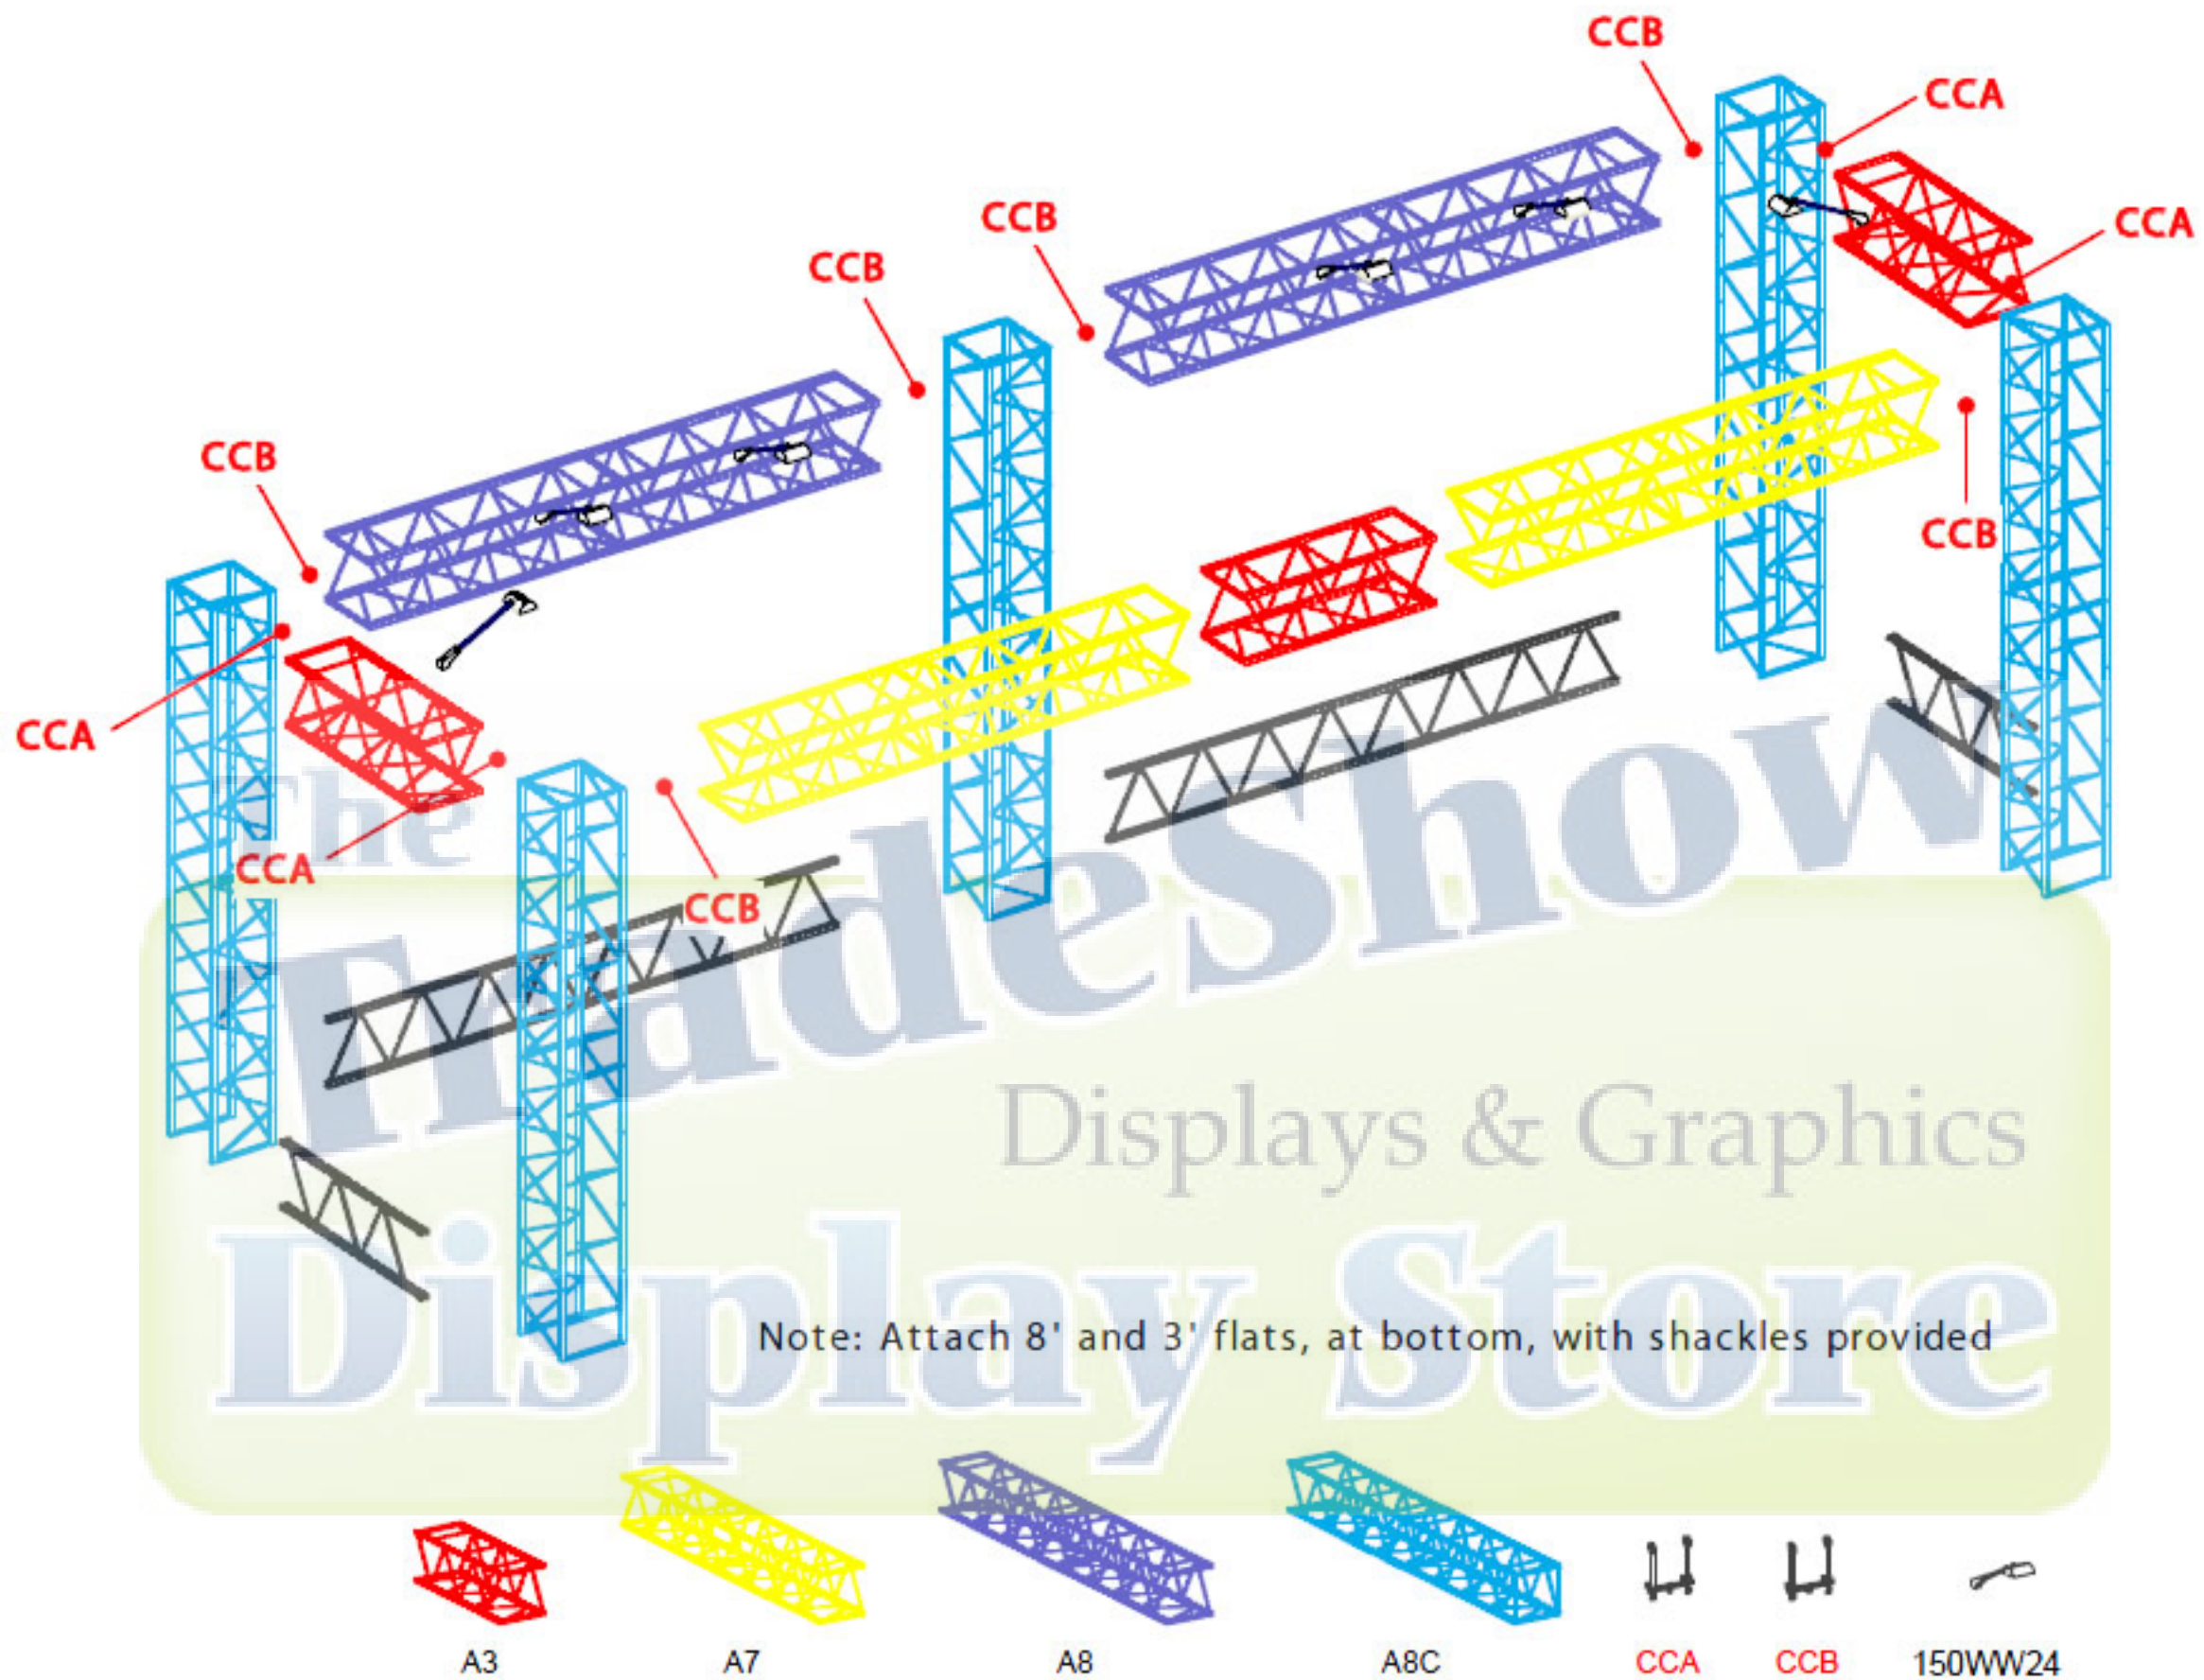 CCB
CCA
CCB
CCA
CCB
CCB
CCB
CCA
CCA
CCB
The
TradeShow
Displays & Graphics
Display Store
Note: Attach 8' and 3' flats, at bottom, with shackles provided
A3
A7
A8
A8C
CCA
CCB
150WW24